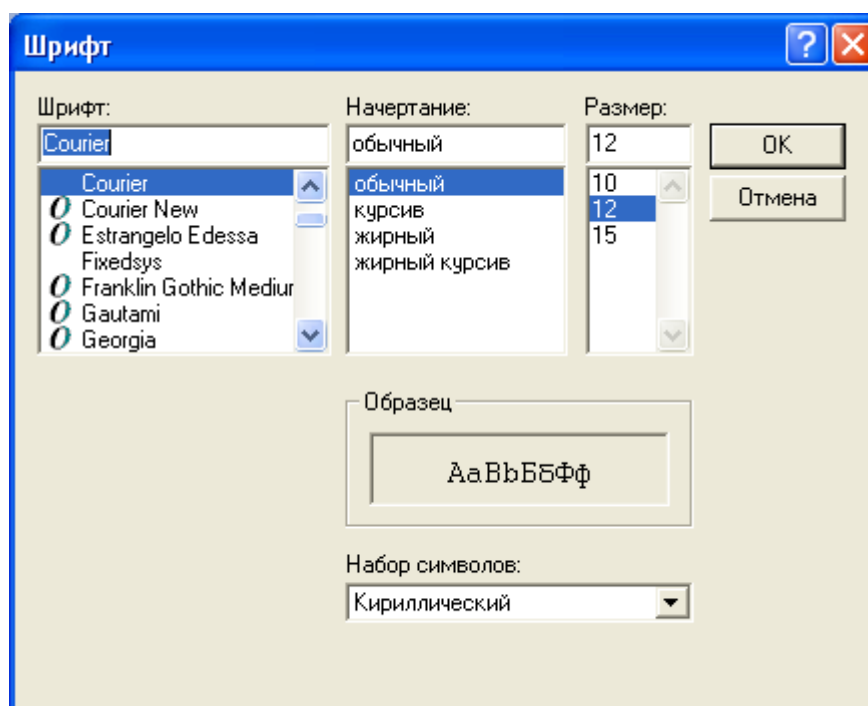 Шрифт
Шрифт:
Courier
Courier
Courier New
Estrangelo Edessa
Fixedsys
Franklin Gothic Mediur
Gautami
Georgia
Начертание:
обычный
обычный
курсив
жирный
жирный курсив
Размер:
12
10
12
15
OK
Отмена
Образец
AaBbБбФф
Набор символов:
Кириллический